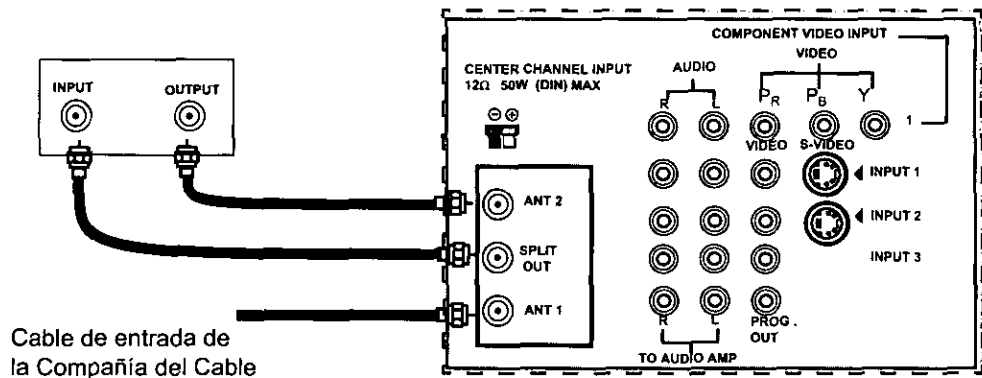 INPUT
OUTPUT
Cable de entrada de
la Compañía del Cable
COMPONENT VIDEO INPUT
VIDEO
AUDIO
CENTER CHANNEL INPUT
12Ω 50W (DIN) MAX
R L PR PB Y
1
VIDEO S-VIDEO
INPUT 1
INPUT 2
INPUT 3
ANT 2
SPLIT
OUT
ANT 1
R L PROG.
OUT
TO AUDIO AMP